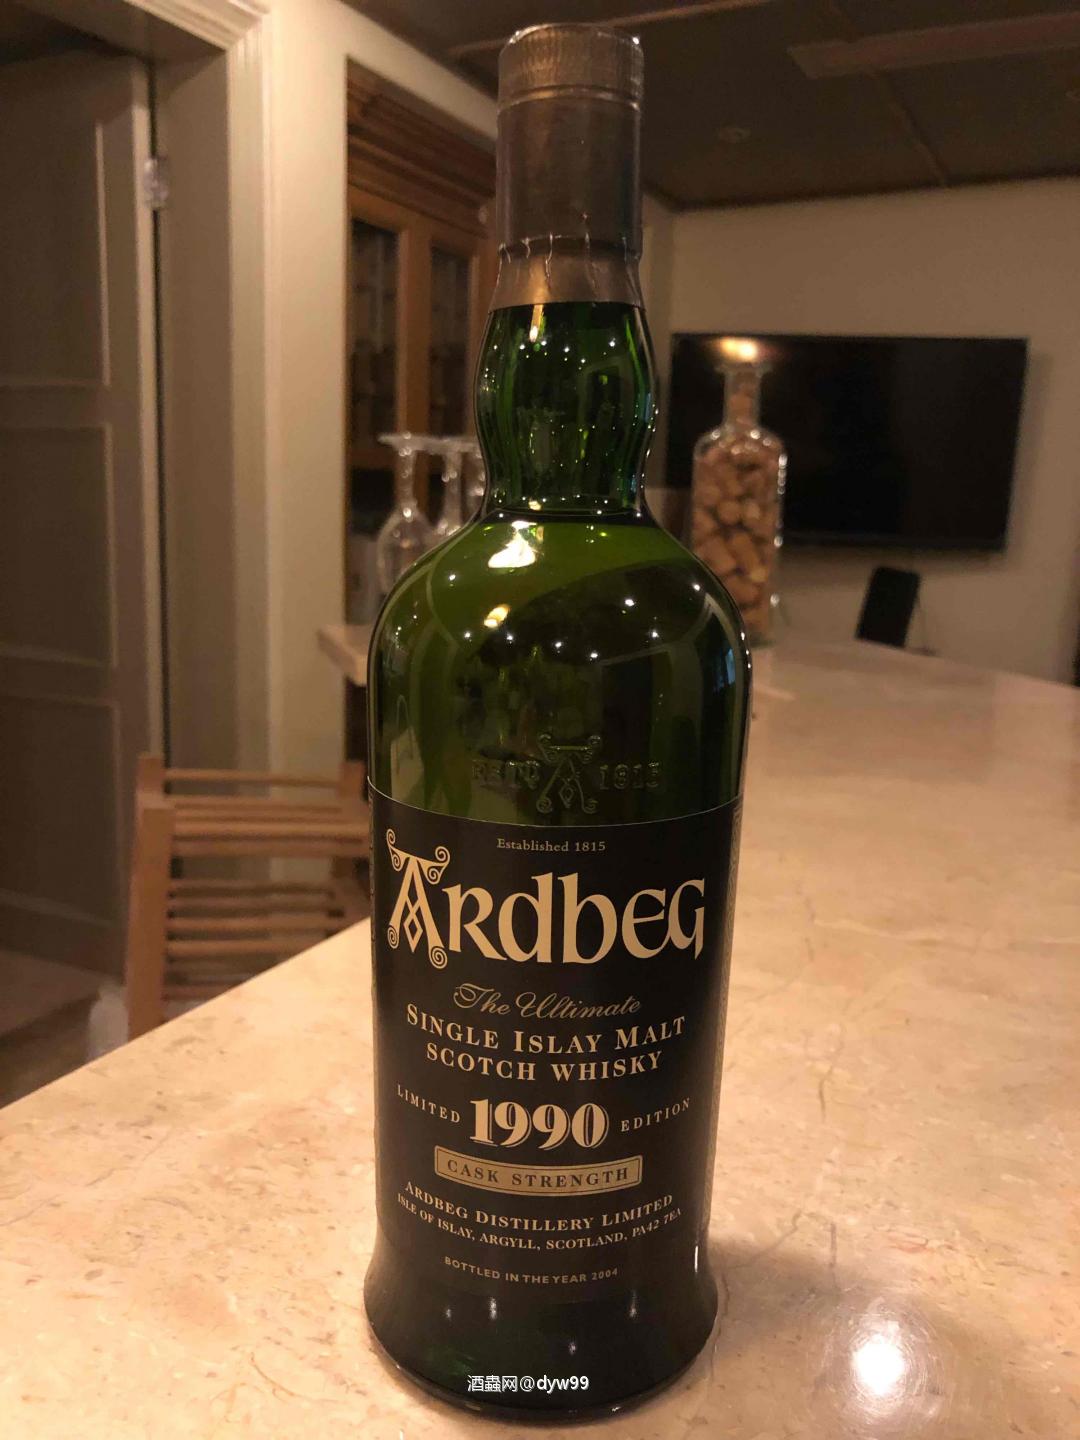 ESTD A 1815
Established 1815
ARDBEG
The Ultimate
SINGLE ISLAY MALT
SCOTCH WHISKY
LIMITED 1990 EDITION
CASK STRENGTH
ARDBEG DISTILLERY LIMITED
ISLE OF ISLAY, ARGYLL, SCOTLAND, PA42 7EA
BOTTLED IN THE YEAR 2004
酒蟲网@dyw99